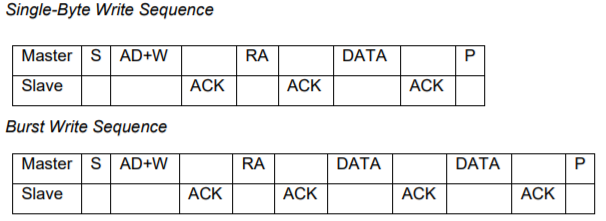 Single-Byte Write Sequence
Master S AD+W RA DATA P
Slave ACK ACK ACK
Burst Write Sequence
Master S AD+W RA DATA DATA P
Slave ACK ACK ACK ACK